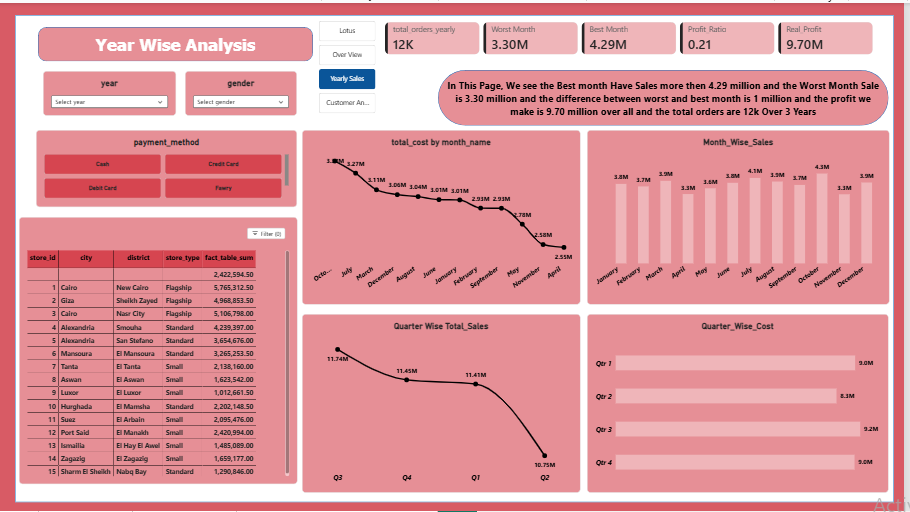 Year Wise Analysis
Lotus
Over View
Yearly Sales
Customer An...
total_orders_yearly
12K
Worst Month
3.30M
Best Month
4.29M
Profit_Ratio
0.21
Real_Profit
9.70M
year
Select year
gender
Select gender
In This Page, We see the Best month Have Sales more then 4.29 million and the Worst Month Sale
is 3.30 million and the difference between worst and best month is 1 million and the profit we
make is 9.70 million over all and the total orders are 12k Over 3 Years
payment_method
Cash
Credit Card
Debit Card
Fawry
Filter (0)
store_id city district store_type fact_table_sum
2,422,594.50
1 Cairo New Cairo Flagship 5,765,312.50
2 Giza Sheikh Zayed Flagship 4,968,853.50
3 Cairo Nasr City Flagship 5,106,798.00
4 Alexandria Smouha Standard 4,239,397.00
5 Alexandria San Stefano Standard 3,654,676.00
6 Mansoura El Mansoura Standard 3,265,253.50
7 Tanta El Tanta Small 2,138,160.00
8 Aswan El Aswan Small 1,623,542.00
9 Luxor El Luxor Small 1,012,661.50
10 Hurghada El Mamsha Standard 2,202,148.50
11 Suez El Arbain Small 2,095,476.00
12 Port Said El Manakh Small 2,420,994.00
13 Ismailia El Hay El Awel Small 1,485,089.00
14 Zagazig El Zagazig Small 1,659,177.00
15 Sharm El Sheikh Nabq Bay Standard 1,290,846.00
total_cost by month_name
3.27M
3.11M
3.06M
3.04M
3.01M
3.01M
2.93M
2.93M
2.78M
2.58M
2.55M
Octo...
July
March
December
August
June
January
February
September
May
November
April
Month_Wise_Sales
3.8M
3.7M
3.9M
3.3M
3.6M
3.8M
4.1M
3.9M
3.7M
4.3M
3.3M
3.9M
January
February
March
April
May
June
July
August
September
October
November
December
Quarter Wise Total_Sales
11.74M
11.45M
11.41M
10.75M
Q3
Q4
Q1
Q2
Quarter_Wise_Cost
Qtr 1
9.0M
Qtr 2
8.3M
Qtr 3
9.2M
Qtr 4
9.0M